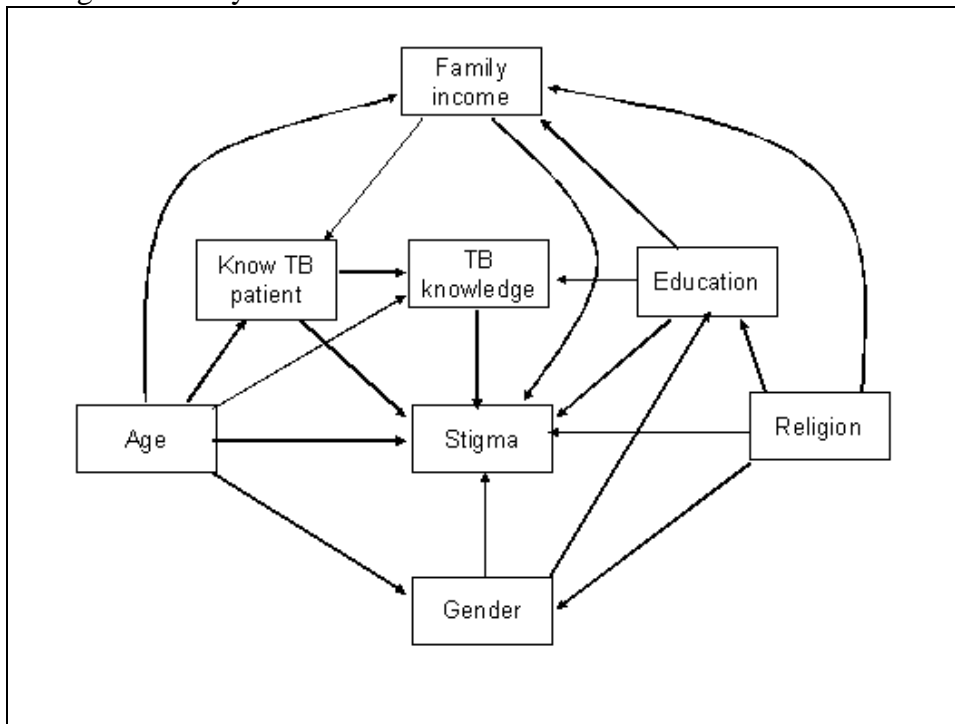 Family
income
Know TB
patient
TB
knowledge
Education
Age
Stigma
Religion
Gender